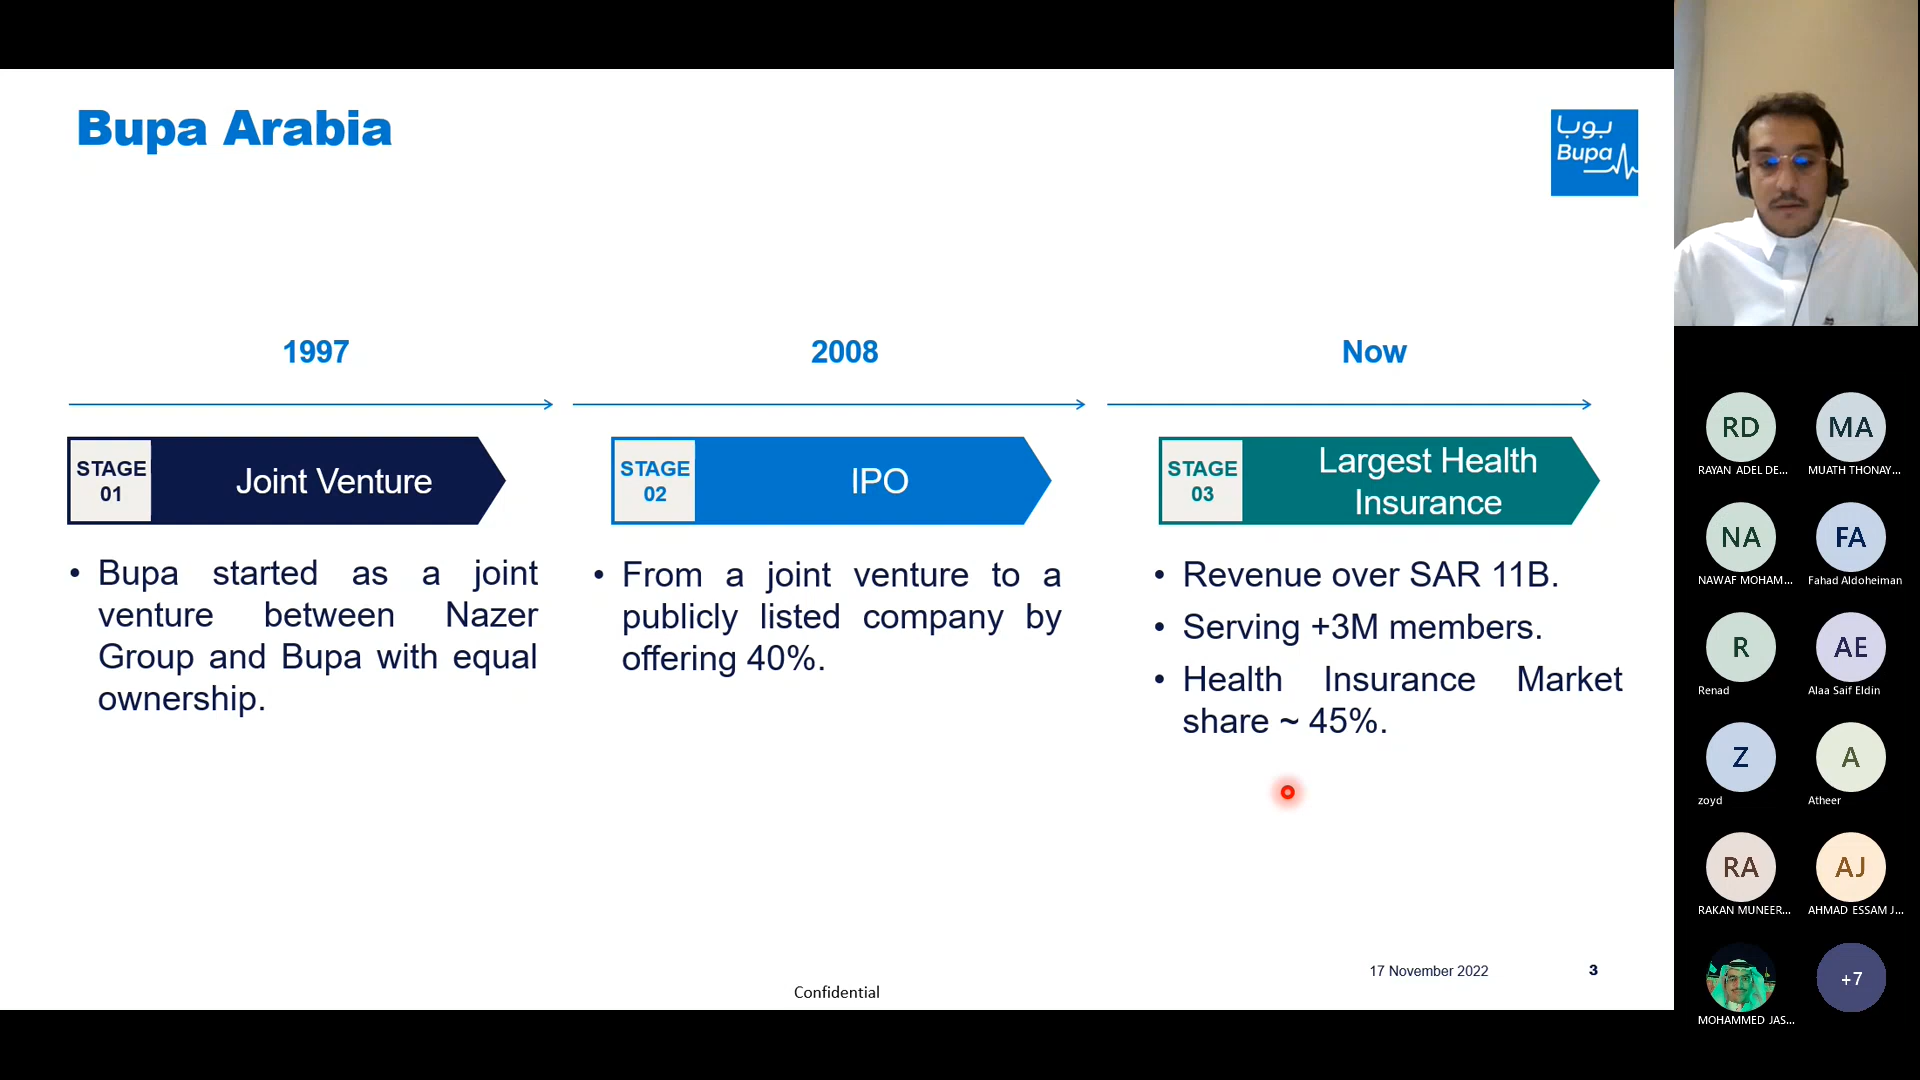 Bupa Arabia
بوبا
Bupa
1997
2008
Now
STAGE
01
Joint Venture
STAGE
02
IPO
STAGE
03
Largest Health
Insurance
• Bupa started as a joint
venture between Nazer
Group and Bupa with equal
ownership.
• From a joint venture to a
publicly listed company by
offering 40%.
• Revenue over SAR 11B.
• Serving +3M members.
• Health Insurance Market
share ~ 45%.
17 November 2022
3
Confidential
RD
RAYAN ADEL DE...
MA
MUATH THONAY...
NA
NAWAF MOHAM...
FA
Fahad Aldoheiman
R
Renad
AE
Alaa Saif Eldin
Z
zoyd
A
Atheer
RA
RAKAN MUNEER...
AJ
AHMAD ESSAM J...
MOHAMMED JAS...
+7